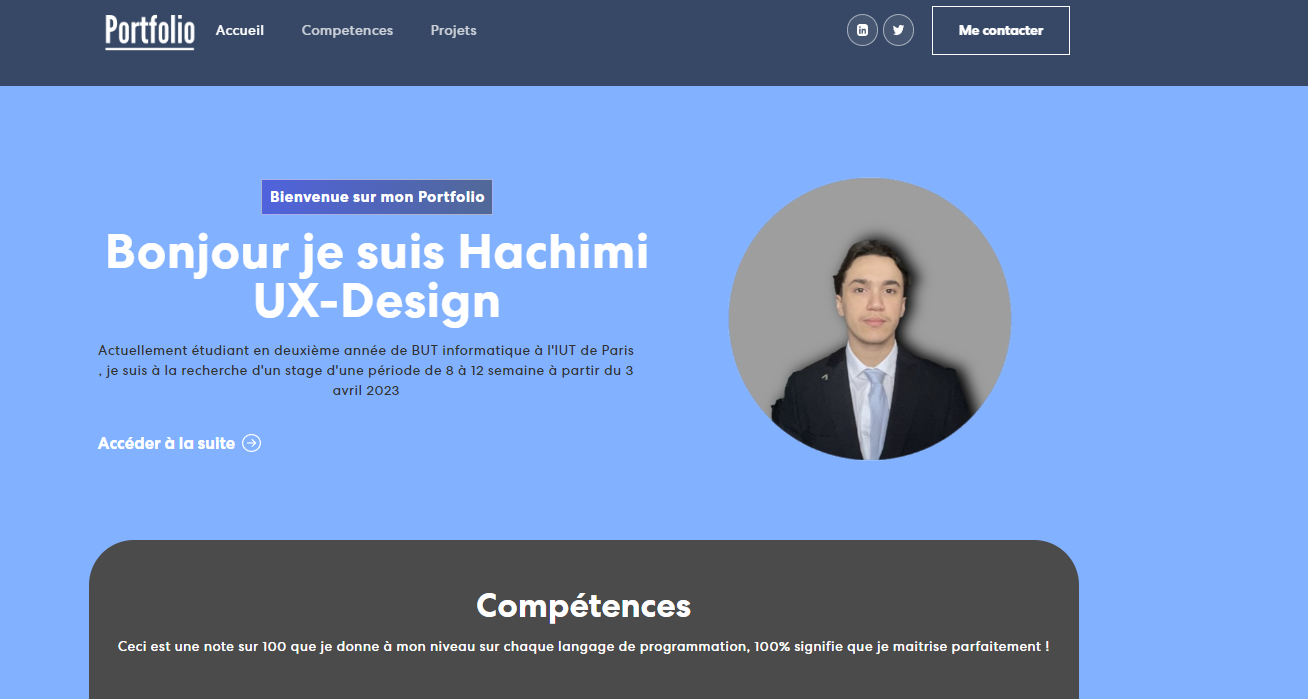 Portfolio
Accueil
Competences
Projets
Me contacter
Bienvenue sur mon Portfolio
Bonjour je suis Hachimi
UX-Design
Actuellement étudiant en deuxième année de BUT informatique à l'IUT de Paris
, je suis à la recherche d'un stage d'une période de 8 à 12 semaine à partir du 3
avril 2023
Accéder à la suite
Compétences
Ceci est une note sur 100 que je donne à mon niveau sur chaque langage de programmation, 100% signifie que je maitrise parfaitement !